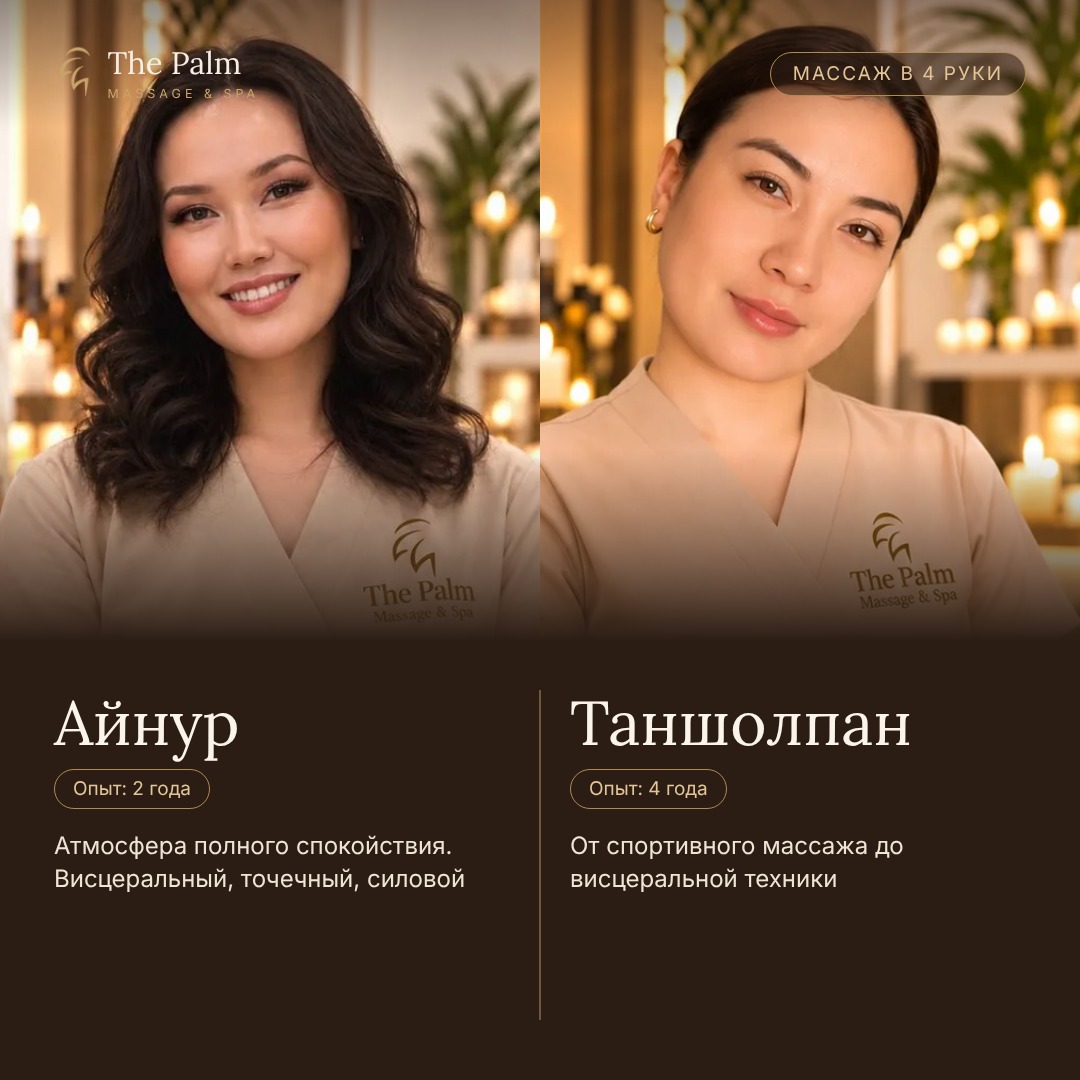 The Palm
MASSAGE & SPA
МАССАЖ В 4 РУКИ
The Palm
Massage & Spa
The Palm
Massage & Spa
Айнур
Опыт: 2 года
Атмосфера полного спокойствия.
Висцеральный, точечный, силовой
Таншолпан
Опыт: 4 года
От спортивного массажа до
висцеральной техники